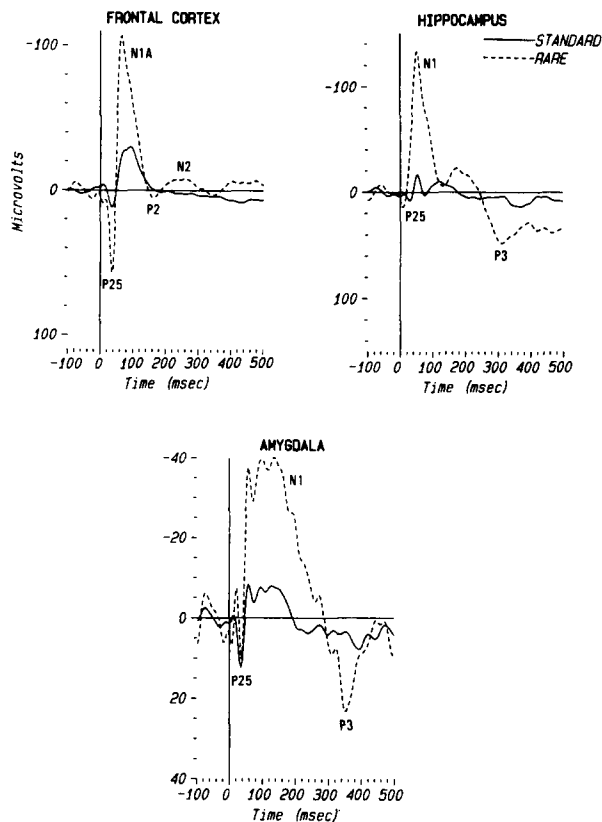 FRONTAL CORTEX
-100
N1A
N2
0
P2
P25
100
Microvolts
-100 0 100 200 300 400 500
Time (msec)
HIPPOCAMPUS
STANDARD
RARE
-100
N1
0
P25
P3
100
-100 0 100 200 300 400 500
Time (msec)
AMYGDALA
-40
N1
-20
0
P25
20
P3
40
-100 0 100 200 300 400 500
Time (msec)